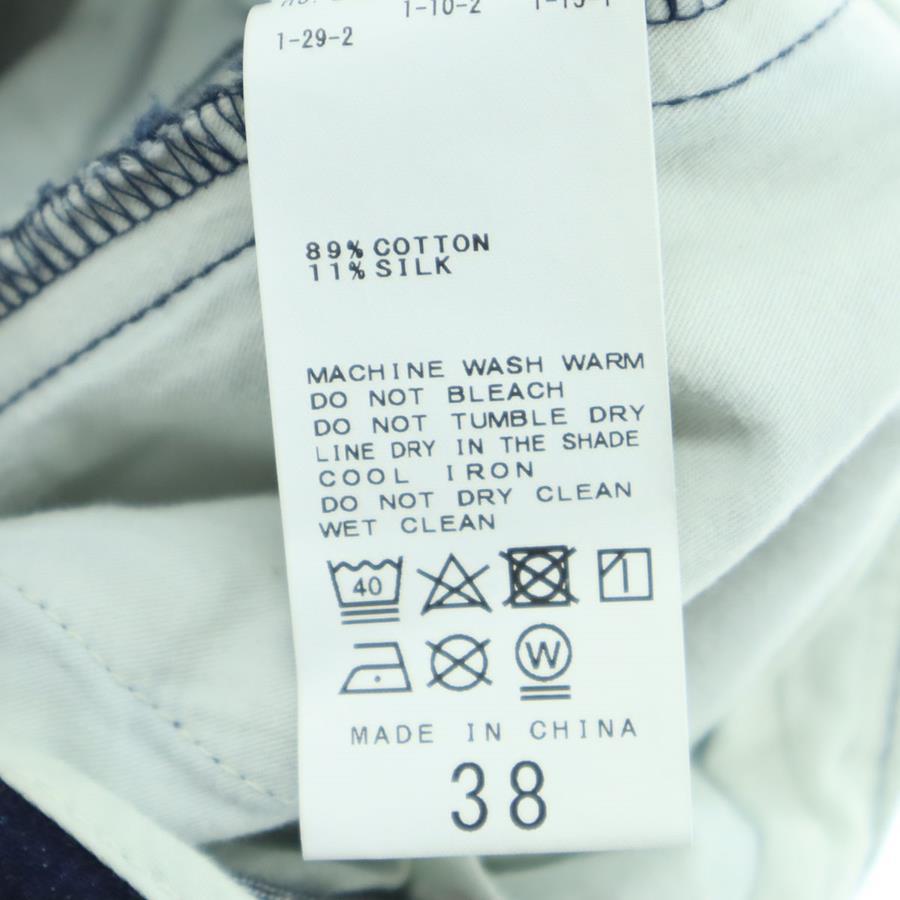 1-10-2
1-29-2
89% COTTON
11% SILK
MACHINE WASH WARM
DO NOT BLEACH
DO NOT TUMBLE DRY
LINE DRY IN THE SHADE
COOL IRON
DO NOT DRY CLEAN
WET CLEAN
40
W
MADE IN CHINA
38